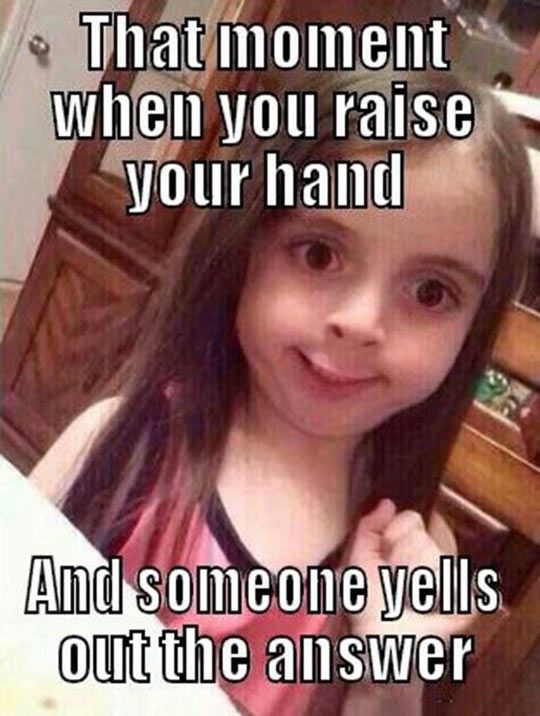 That moment
when you raise
your hand
And someone yells
out the answer